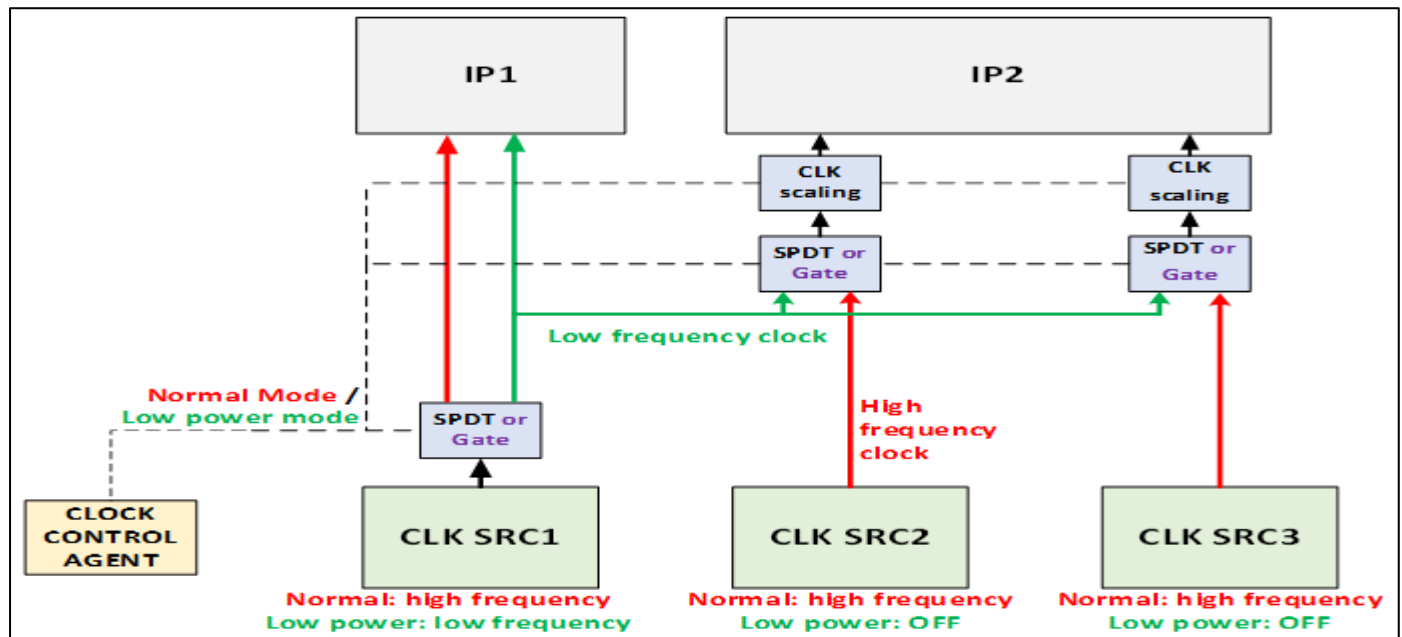 IP1
IP2
CLK
scaling
CLK
scaling
SPDT or
Gate
SPDT or
Gate
Low frequency clock
Normal Mode /
Low power mode
SPDT or
Gate
High
frequency
clock
CLOCK
CONTROL
AGENT
CLK SRC1
CLK SRC2
CLK SRC3
Normal: high frequency
Low power: low frequency
Normal: high frequency
Low power: OFF
Normal: high frequency
Low power: OFF